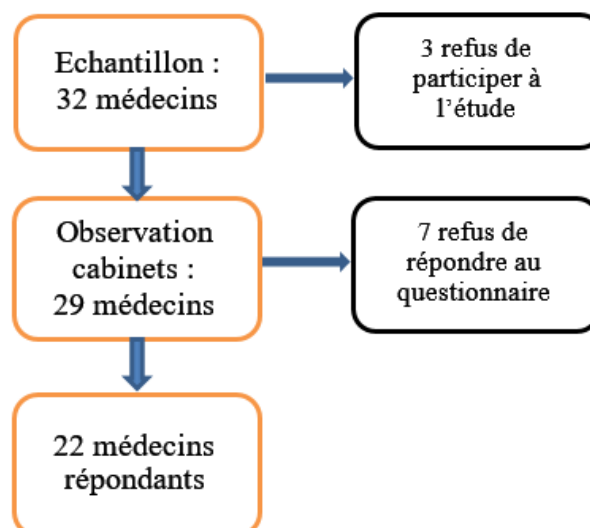 Echantillon :
32 médecins
3 refus de
participer à
l'étude
Observation
cabinets :
29 médecins
7 refus de
répondre au
questionnaire
22 médecins
répondants